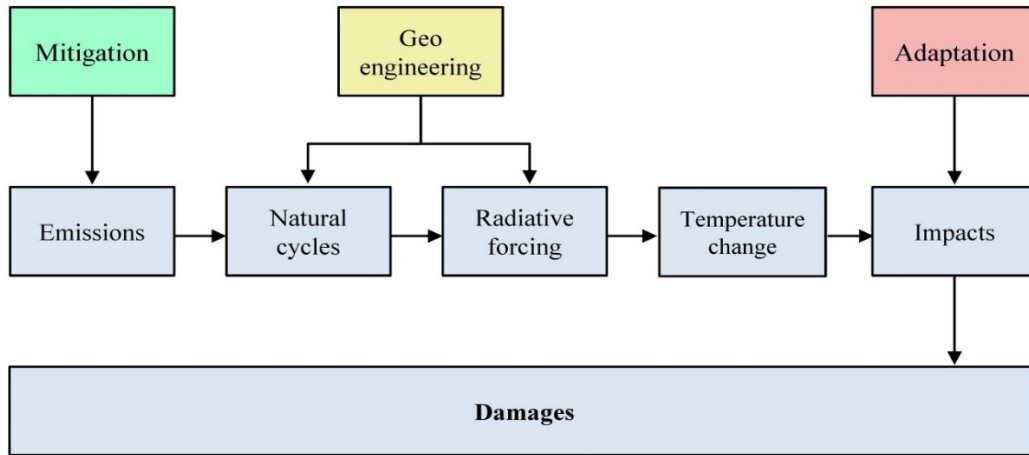 Mitigation
Geo
engineering
Adaptation
Emissions
Natural
cycles
Radiative
forcing
Temperature
change
Impacts
Damages